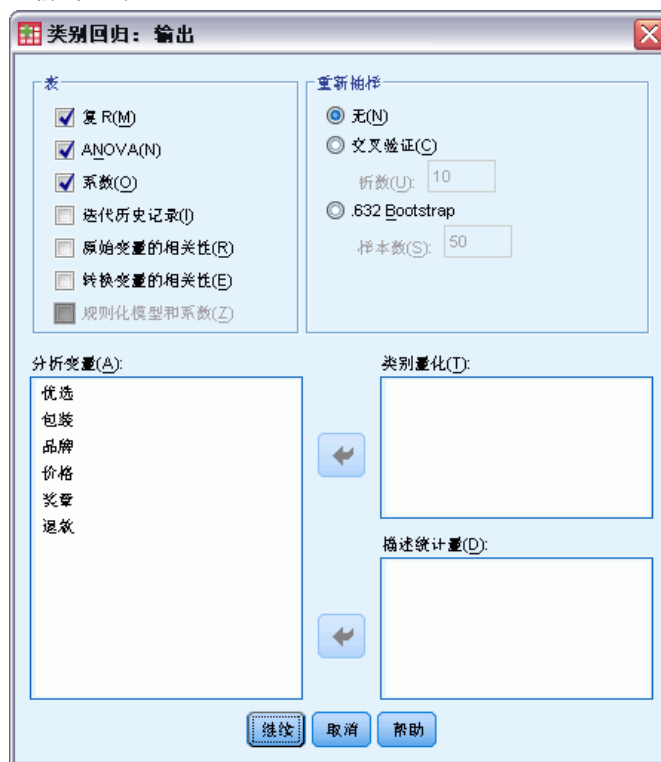 类别回归：输出
表
复 R(M)
ANOVA(N)
系数(O)
迭代历史记录(I)
原始变量的相关性(R)
转换变量的相关性(E)
规则化模型和系数(Z)
重新抽样
无(N)
交叉验证(C)
折数(U): 10
.632 Bootstrap
样本数(S): 50
分析变量(A):
优选
包装
品牌
价格
奖章
退款
类别量化(T):
描述统计量(D):
继续
取消
帮助